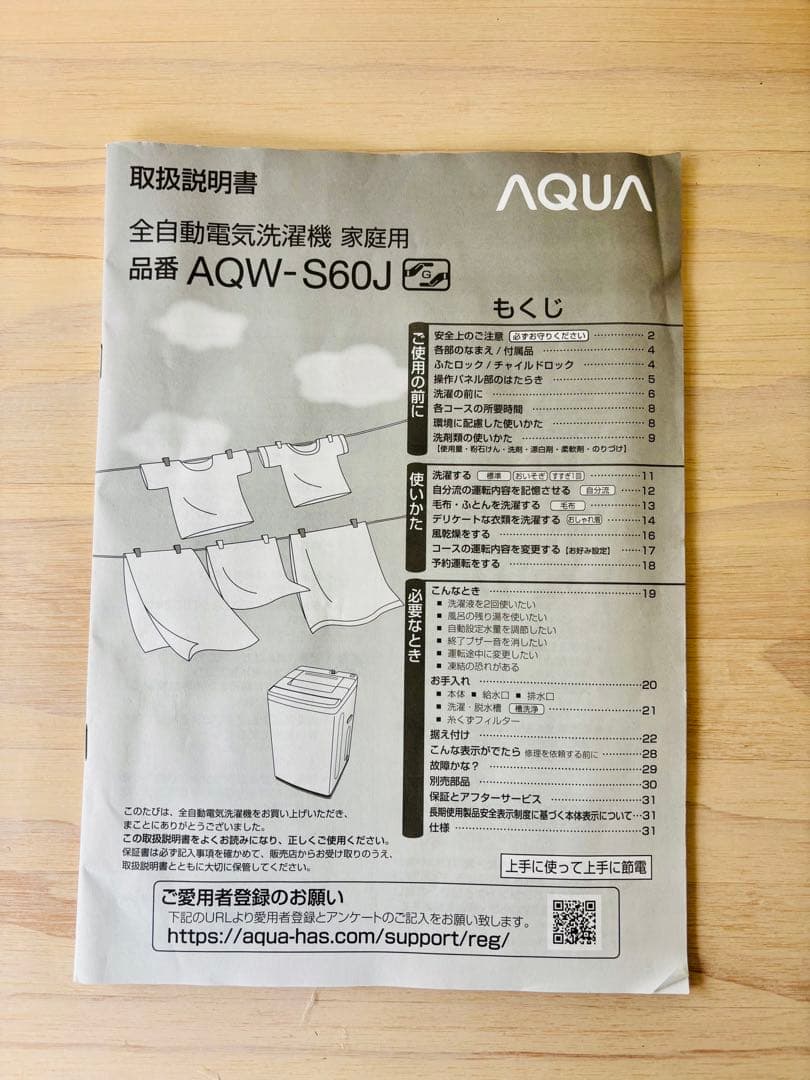 取扱説明書
AQUA
全自動電気洗濯機 家庭用
品番 AQW-S60J G
もくじ
ご使用の前に
安全上のご注意 必ずお守りください ……………2
各部のなまえ / 付属品 ……………4
ふたロック / チャイルドロック ……………4
操作パネル部のはたらき ……………5
洗濯の前に ……………6
各コースの所要時間 ……………8
環境に配慮した使いかた ……………8
洗剤類の使いかた ……………9
【使用量・粉石けん・洗剤・漂白剤・柔軟剤・のりづけ】
使いかた
洗濯する 標準 おいそぎ すすぎ1回 ……………11
自分流の運転内容を記憶させる 自分流 ……12
毛布・ふとんを洗濯する 毛布 ……………13
デリケートな衣類を洗濯する おしゃれ着 ……………14
風乾燥をする ……………16
コースの運転内容を変更する【お好み設定】 ……17
予約運転をする ……………18
必要なとき
こんなとき ……………19
■ 洗濯液を2回使いたい
■ 風呂の残り湯を使いたい
■ 自動設定水量を調節したい
■ 終了ブザー音を消したい
■ 運転途中に変更したい
■ 凍結の恐れがある
お手入れ ……………20
■ 本体 ■ 給水口 ■ 排水口
■ 洗濯・脱水槽 槽洗浄 ……………21
■ 糸くずフィルター
据え付け ……………22
こんな表示がでたら 修理を依頼する前に ……………28
故障かな? ……………29
別売部品 ……………30
保証とアフターサービス ……………31
長期使用製品安全表示制度に基づく本体表示について…31
仕様 ……………31
このたびは、全自動電気洗濯機をお買い上げいただき、
まことにありがとうございました。
この取扱説明書をよくお読みになり、正しくご使用ください。
保証書は必ず記入事項を確かめて、販売店からお受け取りのうえ、
取扱説明書とともに大切に保管してください。
上手に使って上手に節電
ご愛用者登録のお願い
下記のURLより愛用者登録とアンケートのご記入をお願い致します。
https://aqua-has.com/support/reg/